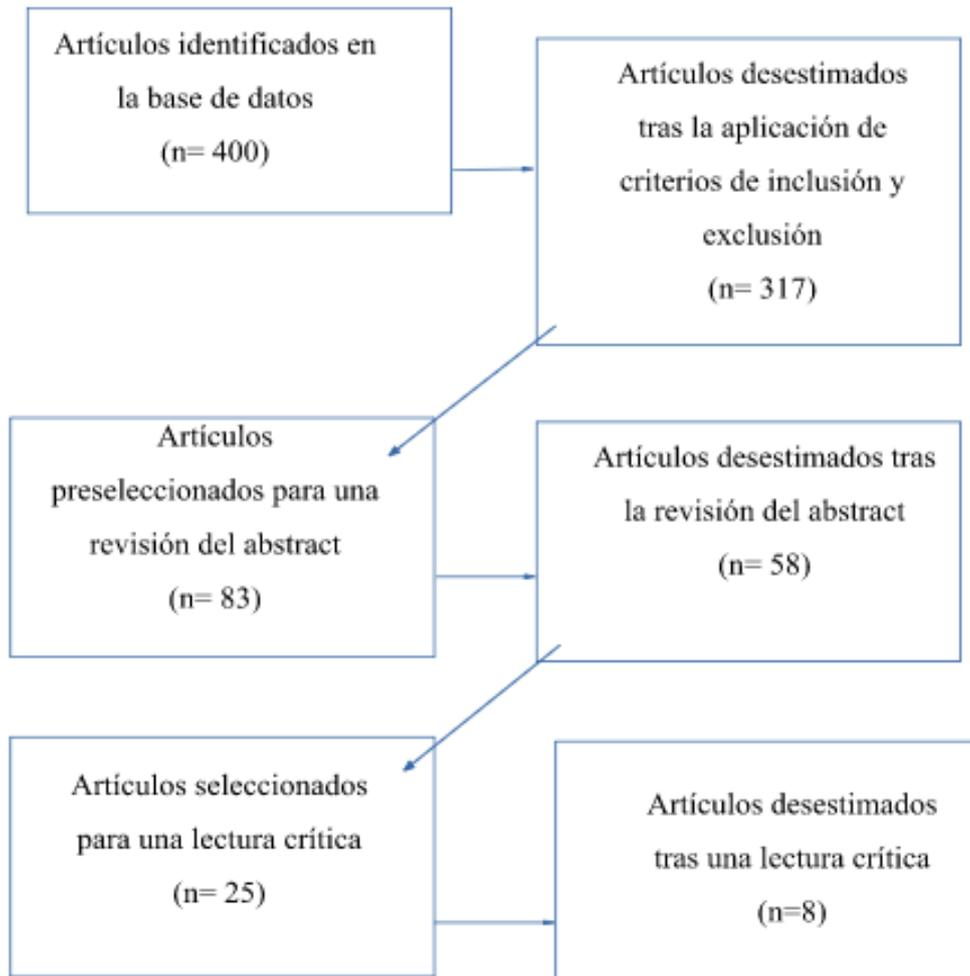 Artículos identificados en
la base de datos
(n= 400)
Artículos desestimados
tras la aplicación de
criterios de inclusión y
exclusión
(n= 317)
Artículos
preseleccionados para una
revisión del abstract
(n= 83)
Artículos desestimados tras
la revisión del abstract
(n= 58)
Artículos seleccionados
para una lectura crítica
(n= 25)
Artículos desestimados
tras una lectura crítica
(n=8)